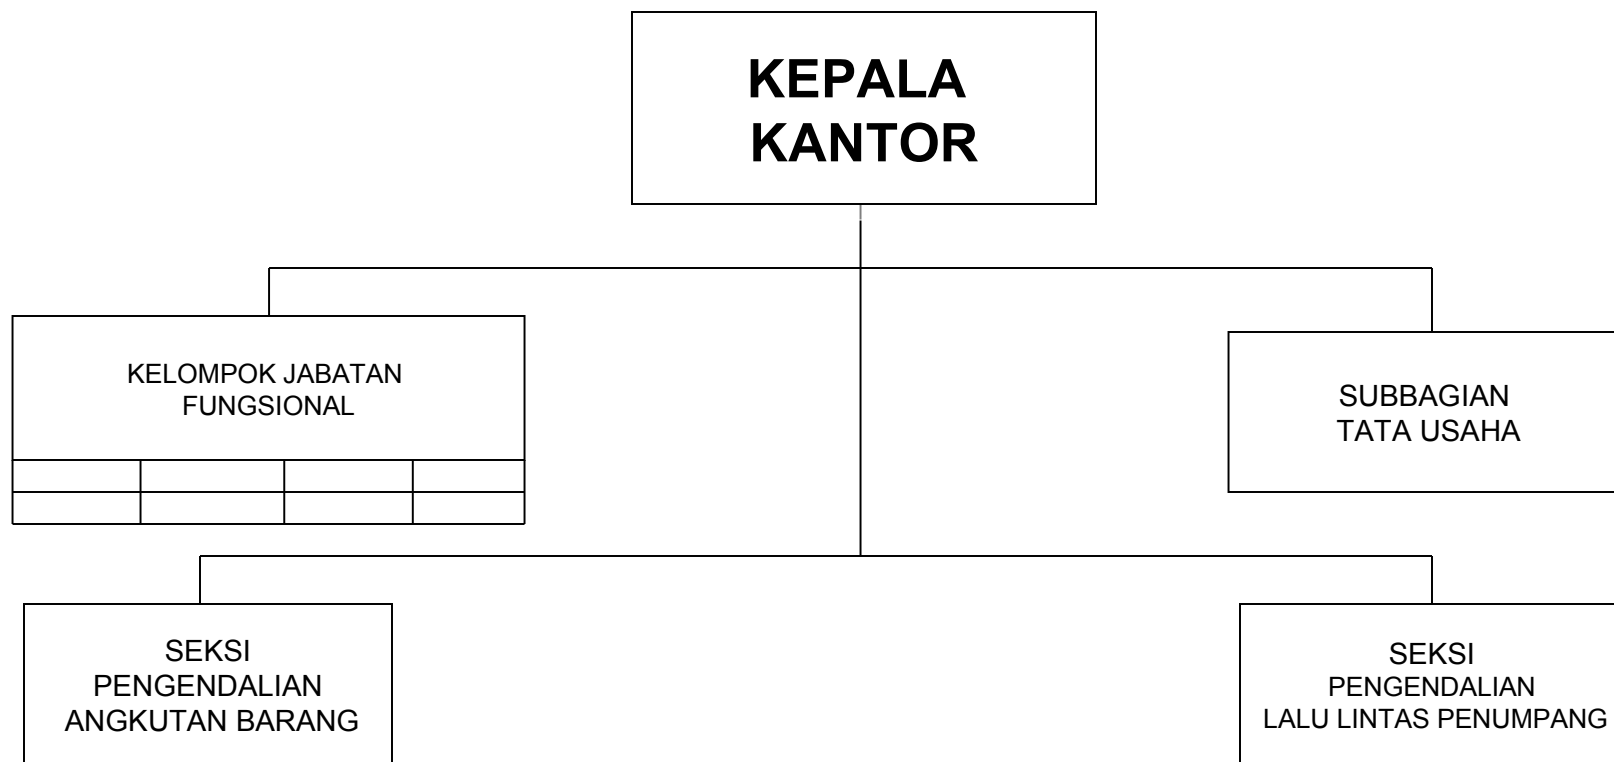 KEPALA
KANTOR
KELOMPOK JABATAN
FUNGSIONAL
SUBBAGIAN
TATA USAHA
SEKSI
PENGENDALIAN
ANGKUTAN BARANG
SEKSI
PENGENDALIAN
LALU LINTAS PENUMPANG